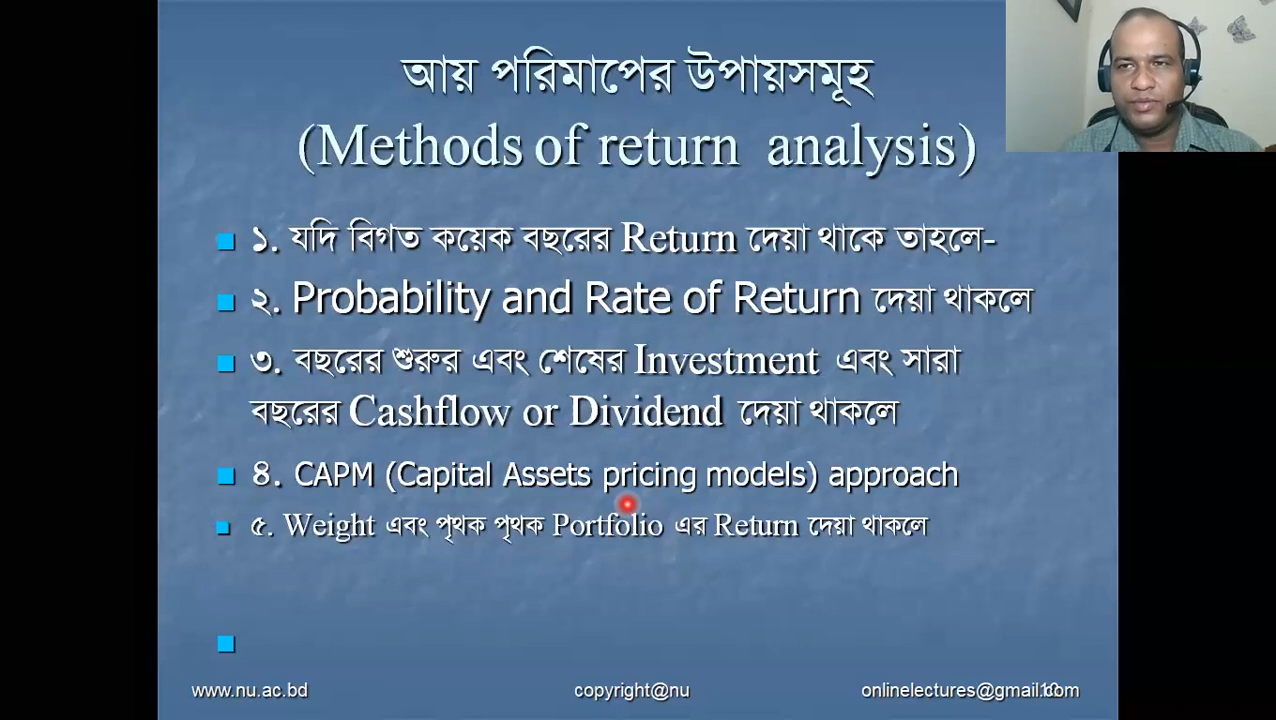 আয় পরিমাপের উপায়সমূহ
(Methods of return analysis)
১. যদি বিগত কয়েক বছরের Return দেয়া থাকে তাহলে-
২. Probability and Rate of Return দেয়া থাকলে
৩. বছরের শুরুর এবং শেষের Investment এবং সারা
বছরের Cashflow or Dividend দেয়া থাকলে
৪. CAPM (Capital Assets pricing models) approach
৫. Weight এবং পৃথক পৃথক Portfolio এর Return দেয়া থাকলে
www.nu.ac.bd copyright@nu onlinelectures@gmail.com